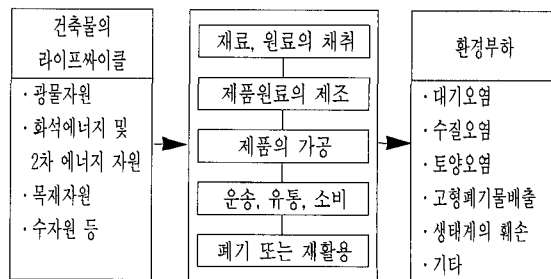 건축물의
라이프싸이클
· 광물자원
· 화석에너지 및
2차 에너지 자원
· 목재자원
· 수자원 등
재료, 원료의 채취
제품원료의 제조
제품의 가공
운송, 유통, 소비
폐기 또는 재활용
환경부하
· 대기오염
· 수질오염
· 토양오염
· 고형폐기물배출
· 생태계의 훼손
· 기타